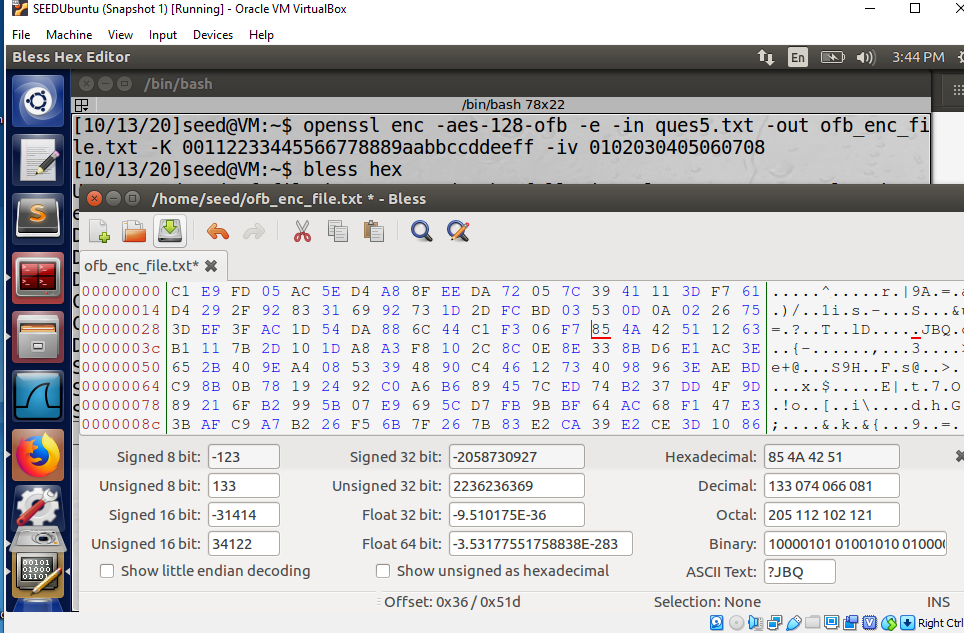 SEEDUbuntu (Snapshot 1) [Running] - Oracle VM VirtualBox
File Machine View Input Devices Help
Bless Hex Editor En 3:44 PM
/bin/bash
/bin/bash 78x22
[10/13/20]seed@VM:~$ openssl enc -aes-128-ofb -e -in ques5.txt -out ofb_enc_fi
le.txt -K 00112233445566778889aabbccddeeff -iv 0102030405060708
[10/13/20]seed@VM:~$ bless hex
/home/seed/ofb_enc_file.txt * - Bless
ofb_enc_file.txt*
00000000 C1 E9 FD 05 AC 5E D4 A8 8F EE DA 72 05 7C 39 41 11 3D F7 61 .....^.....r.|9A.=.a
00000014 D4 29 2F 92 83 31 69 92 73 1D 2D FC BD 03 53 0D 0A 02 26 75 .)/..1i.s.-...S...&u
00000028 3D EF 3F AC 1D 54 DA 88 6C 44 C1 F3 06 F7 85 4A 42 51 12 63 =.?..T..lD.....JBQ.c
0000003c B1 11 7B 2D 10 1D A8 A3 F8 10 2C 8C 0E 8E 33 8B D6 E1 AC 3E ..{-......,...3....>
00000050 65 2B 40 9E A4 08 53 39 48 90 C4 46 12 73 40 98 96 3E AE BD e+@...S9H..F.s@..>..
00000064 C9 8B 0B 78 19 24 92 C0 A6 B6 89 45 7C ED 74 B2 37 DD 4F 9D ...x.$.....E|.t.7.O.
00000078 89 21 6F B2 99 5B 07 E9 69 5C D7 FB 9B BF 64 AC 68 F1 47 E3 .!o..[..i\....d.h.G.
0000008c 3B AF C9 A7 B2 26 F5 6B 7F 26 7B 83 E2 CA 39 E2 CE 3D 10 86 ;....&.k.&{...9..=..
Signed 8 bit: -123 Signed 32 bit: -2058730927 Hexadecimal: 85 4A 42 51
Unsigned 8 bit: 133 Unsigned 32 bit: 2236236369 Decimal: 133 074 066 081
Signed 16 bit: -31414 Float 32 bit: -9.510175E-36 Octal: 205 112 102 121
Unsigned 16 bit: 34122 Float 64 bit: -3.53177551758838E-283 Binary: 10000101 01001010 01000
Show little endian decoding Show unsigned as hexadecimal ASCII Text: ?JBQ
Offset: 0x36 / 0x51d Selection: None INS
Right Ctrl